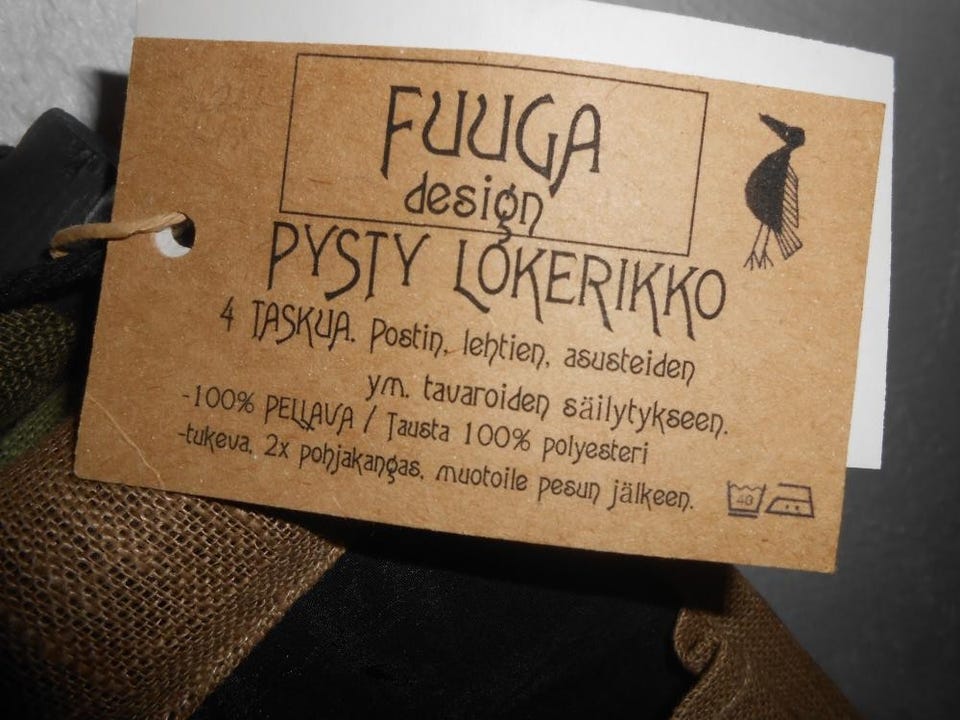 FUUGA
design
PYSTY LOKERIKKO
4 TASKUA. Postin, lehtien, asusteiden
ym. tavaroiden säilytykseen.
-100% PELLAVA / Tausta 100% polyesteri
-tukeva, 2x pohjakangas, muotoile pesun jälkeen.
40